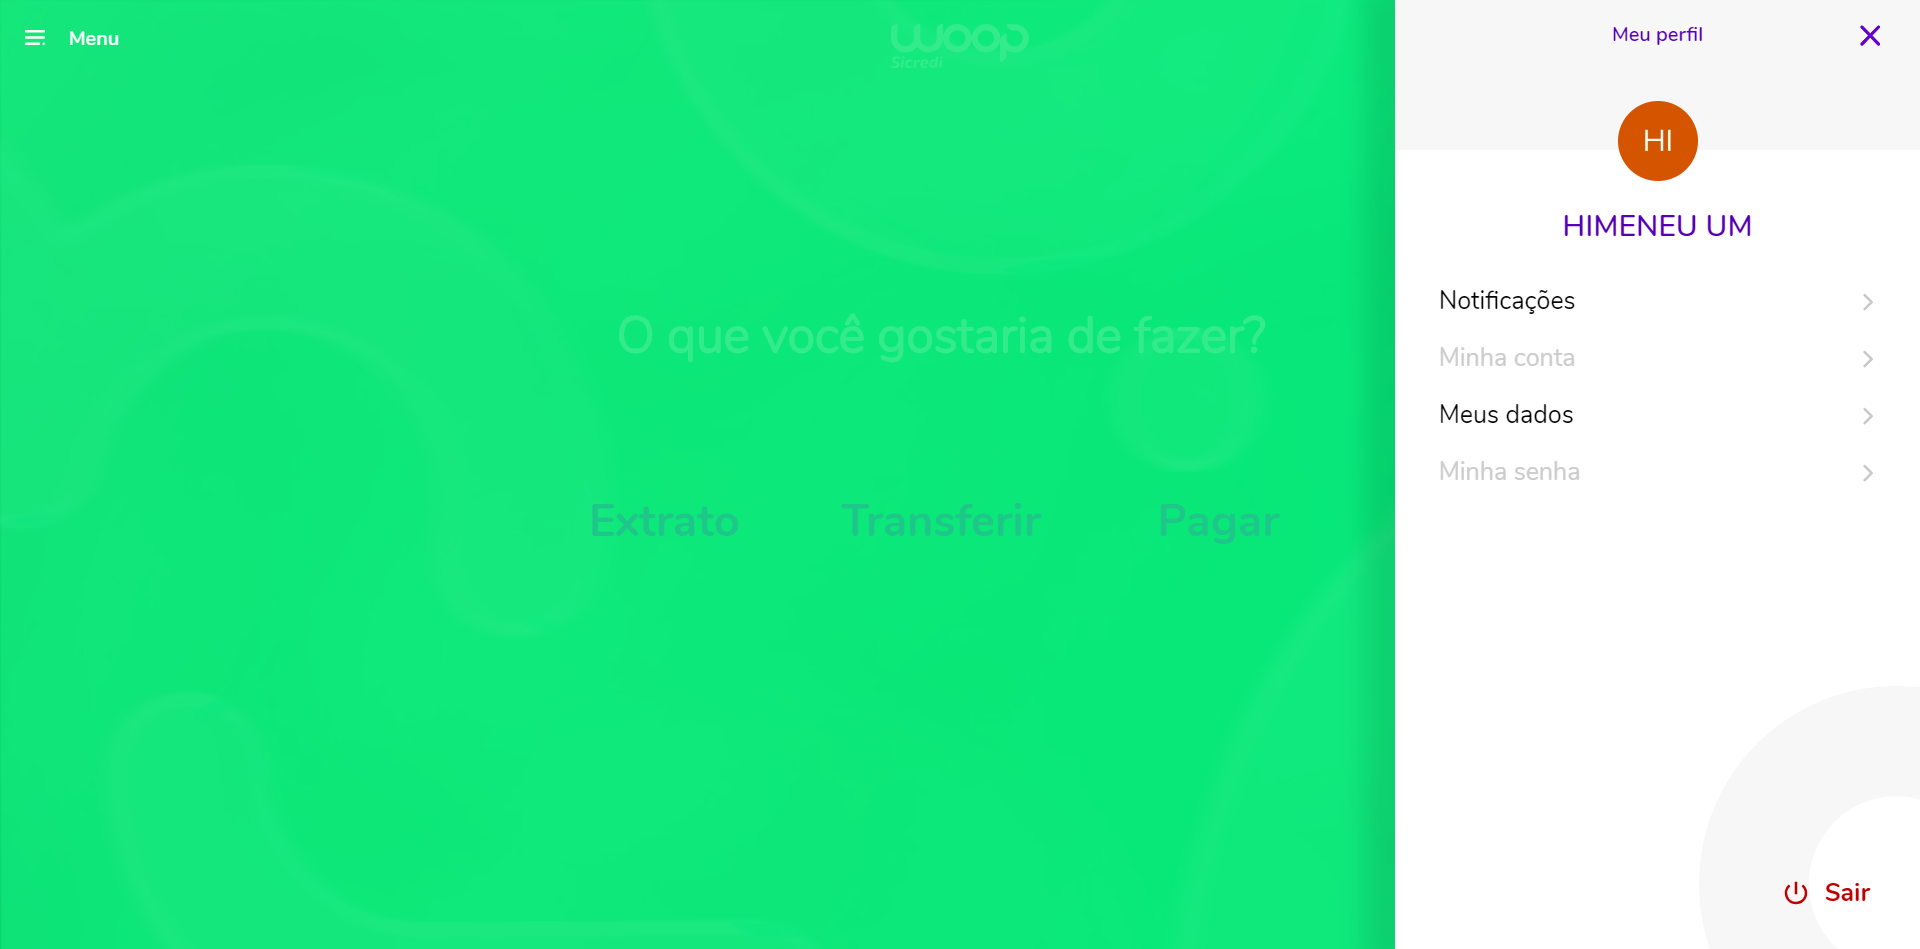 Menu
woop
Sicredi
O que você gostaria de fazer?
Extrato
Transferir
Pagar
Meu perfil
HI
HIMENEU UM
Notificações
Minha conta
Meus dados
Minha senha
Sair